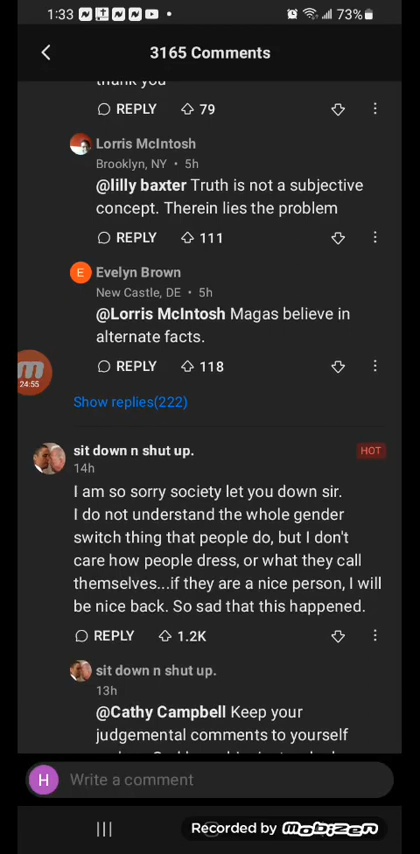 1:33
73%
3165 Comments
thank you
REPLY 79
Lorris McIntosh
Brooklyn, NY • 5h
@lilly baxter Truth is not a subjective
concept. Therein lies the problem
REPLY 111
E Evelyn Brown
New Castle, DE • 5h
@Lorris McIntosh Magas believe in
alternate facts.
REPLY 118
m
24:55
Show replies(222)
sit down n shut up.
HOT
14h
I am so sorry society let you down sir.
I do not understand the whole gender
switch thing that people do, but I don't
care how people dress, or what they call
themselves...if they are a nice person, I will
be nice back. So sad that this happened.
REPLY 1.2K
sit down n shut up.
13h
@Cathy Campbell Keep your
judgemental comments to yourself
H Write a comment
Recorded by mobizen